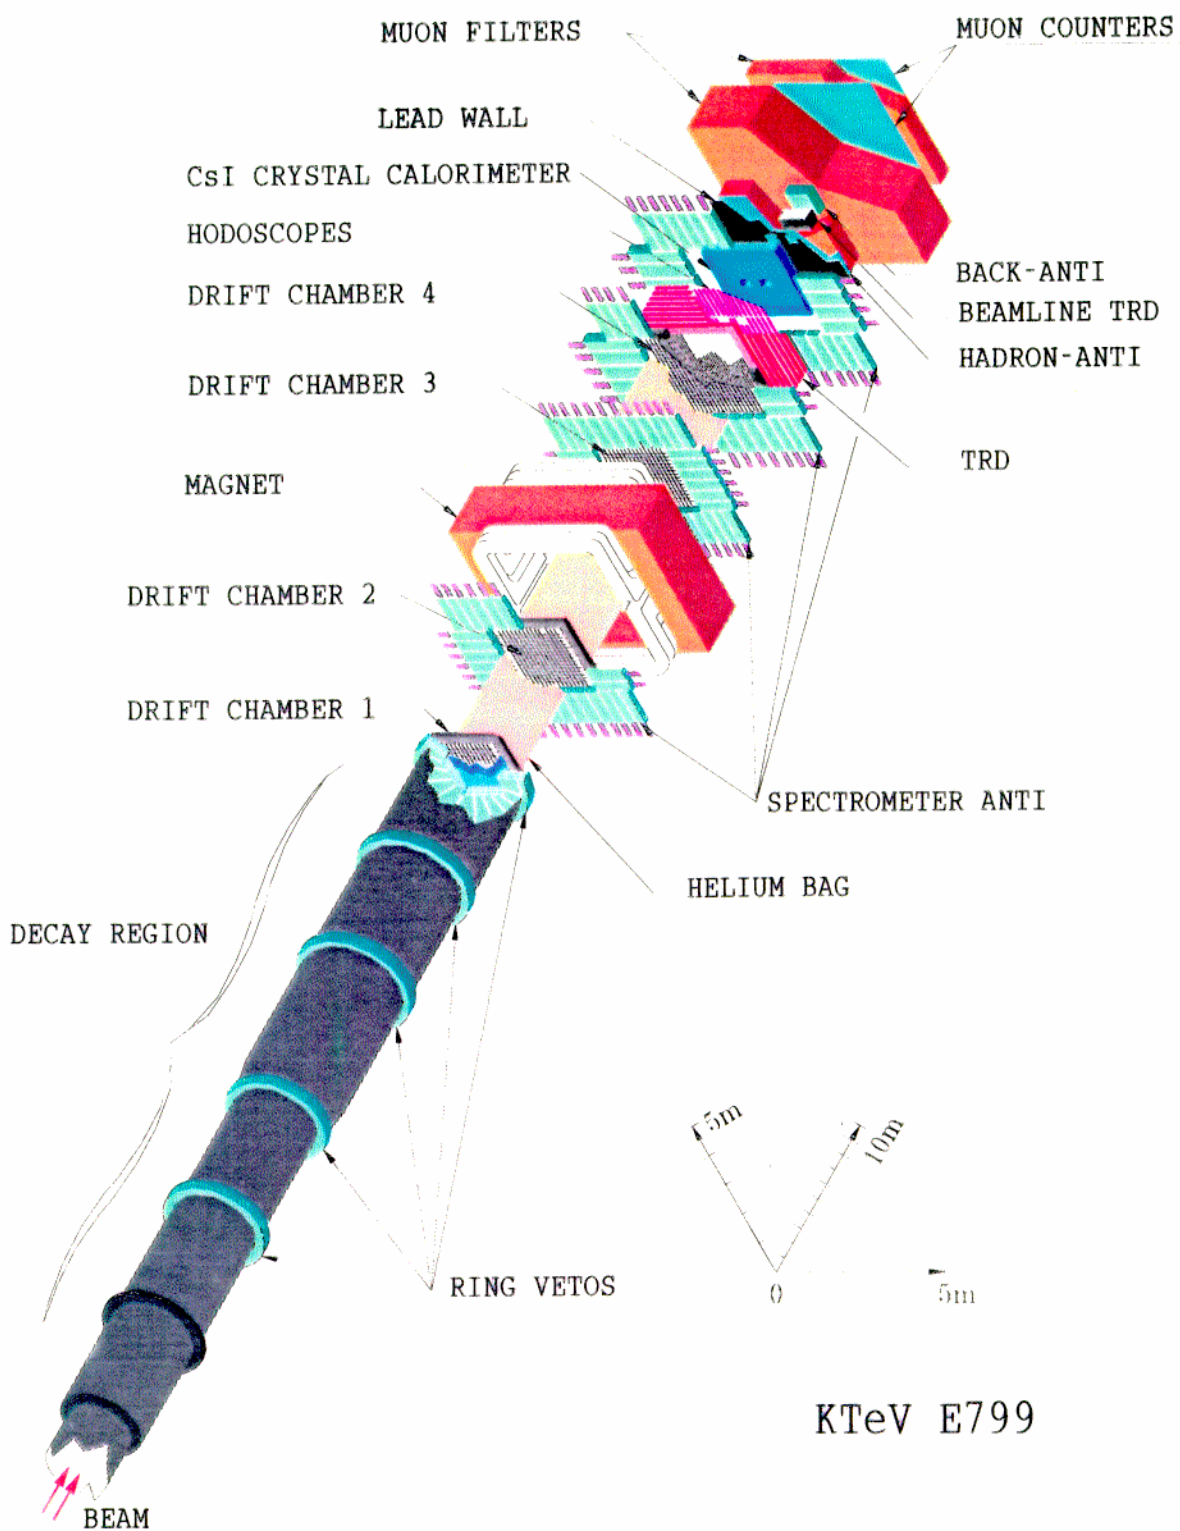 MUON FILTERS
MUON COUNTERS
LEAD WALL
CsI CRYSTAL CALORIMETER
HODOSCOPES
DRIFT CHAMBER 4
DRIFT CHAMBER 3
MAGNET
DRIFT CHAMBER 2
DRIFT CHAMBER 1
BACK-ANTI
BEAMLINE TRD
HADRON-ANTI
TRD
SPECTROMETER ANTI
HELIUM BAG
DECAY REGION
RING VETOS
5m
10m
0
5m
KTeV E799
BEAM